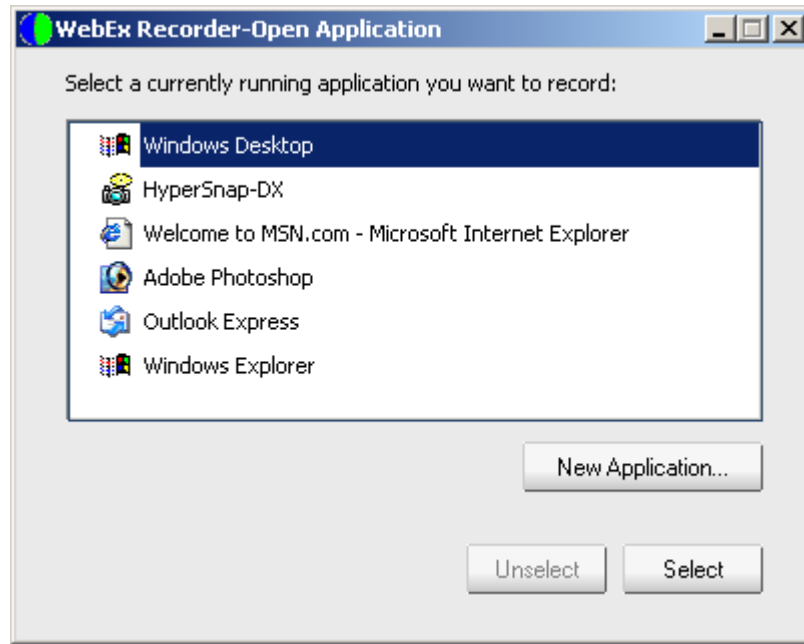 WebEx Recorder-Open Application
Select a currently running application you want to record:
Windows Desktop
HyperSnap-DX
Welcome to MSN.com - Microsoft Internet Explorer
Adobe Photoshop
Outlook Express
Windows Explorer
New Application...
Unselect Select